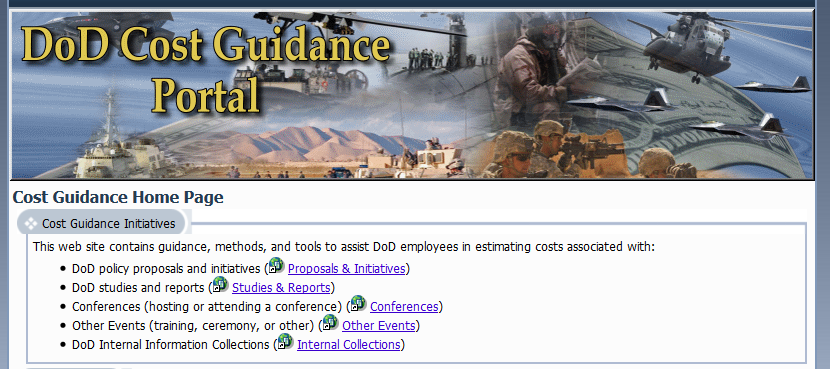 DoD Cost Guidance
Portal
Cost Guidance Home Page
Cost Guidance Initiatives
This web site contains guidance, methods, and tools to assist DoD employees in estimating costs associated with:
• DoD policy proposals and initiatives (Proposals & Initiatives)
• DoD studies and reports (Studies & Reports)
• Conferences (hosting or attending a conference) (Conferences)
• Other Events (training, ceremony, or other) (Other Events)
• DoD Internal Information Collections (Internal Collections)